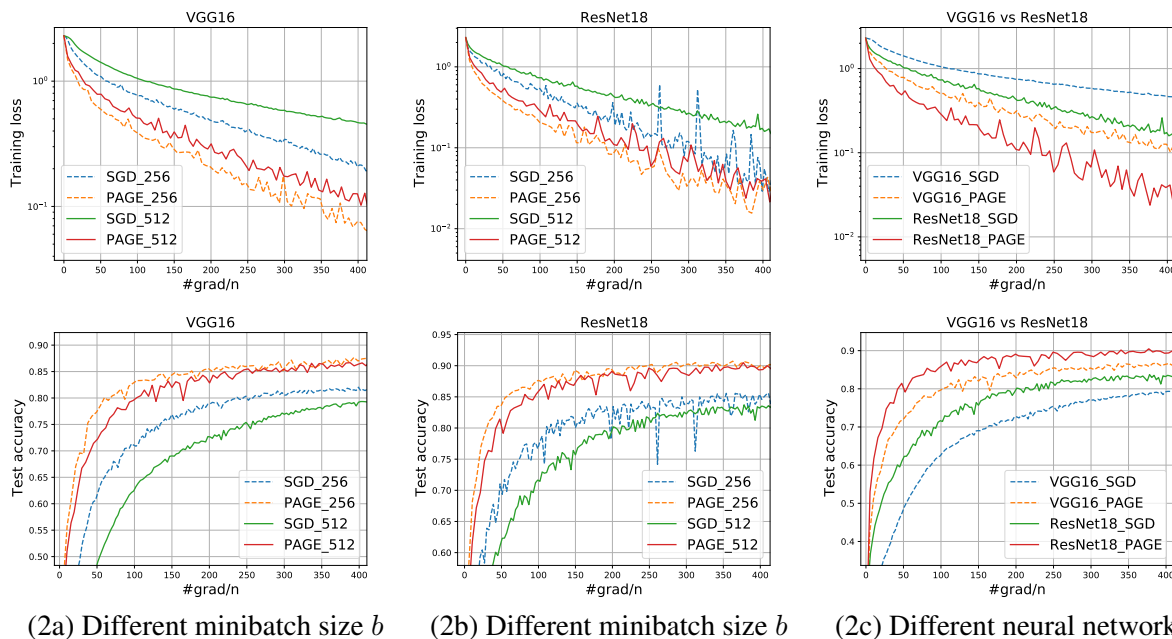 VGG16
Training loss
10⁰
10⁻¹
0 50 100 150 200 250 300 350 400
#grad/n
SGD_256
PAGE_256
SGD_512
PAGE_512
ResNet18
Training loss
10⁰
10⁻¹
10⁻²
0 50 100 150 200 250 300 350 400
#grad/n
SGD_256
PAGE_256
SGD_512
PAGE_512
VGG16 vs ResNet18
Training loss
10⁰
10⁻¹
10⁻²
0 50 100 150 200 250 300 350 400
#grad/n
VGG16_SGD
VGG16_PAGE
ResNet18_SGD
ResNet18_PAGE
VGG16
Test accuracy
0.90
0.85
0.80
0.75
0.70
0.65
0.60
0.55
0.50
0 50 100 150 200 250 300 350 400
#grad/n
SGD_256
PAGE_256
SGD_512
PAGE_512
ResNet18
Test accuracy
0.95
0.90
0.85
0.80
0.75
0.70
0.65
0.60
0 50 100 150 200 250 300 350 400
#grad/n
SGD_256
PAGE_256
SGD_512
PAGE_512
VGG16 vs ResNet18
Test accuracy
0.9
0.8
0.7
0.6
0.5
0.4
0 50 100 150 200 250 300 350 400
#grad/n
VGG16_SGD
VGG16_PAGE
ResNet18_SGD
ResNet18_PAGE
(2a) Different minibatch size b
(2b) Different minibatch size b
(2c) Different neural network